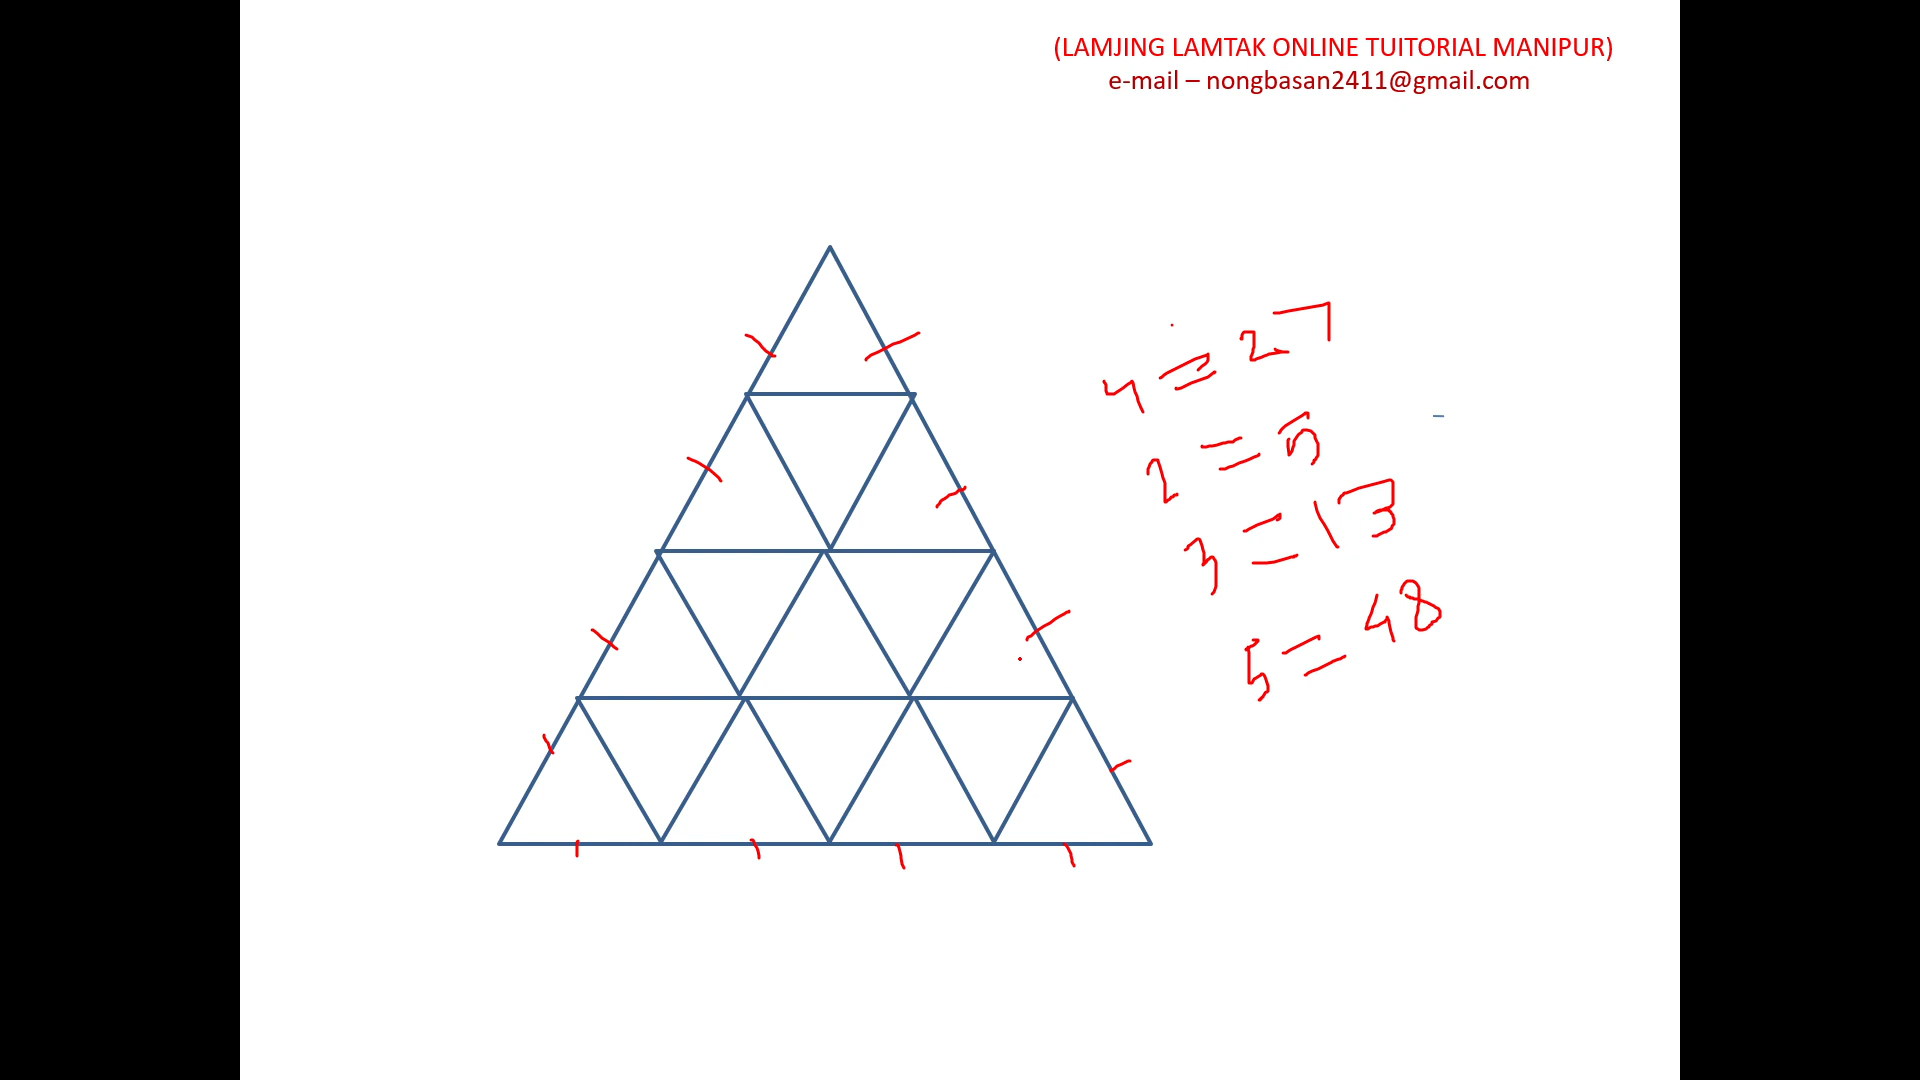 (LAMJING LAMTAK ONLINE TUITORIAL MANIPUR)
e-mail – nongbasan2411@gmail.com
4 = 27
2 = 5
3 = 13
5 = 48